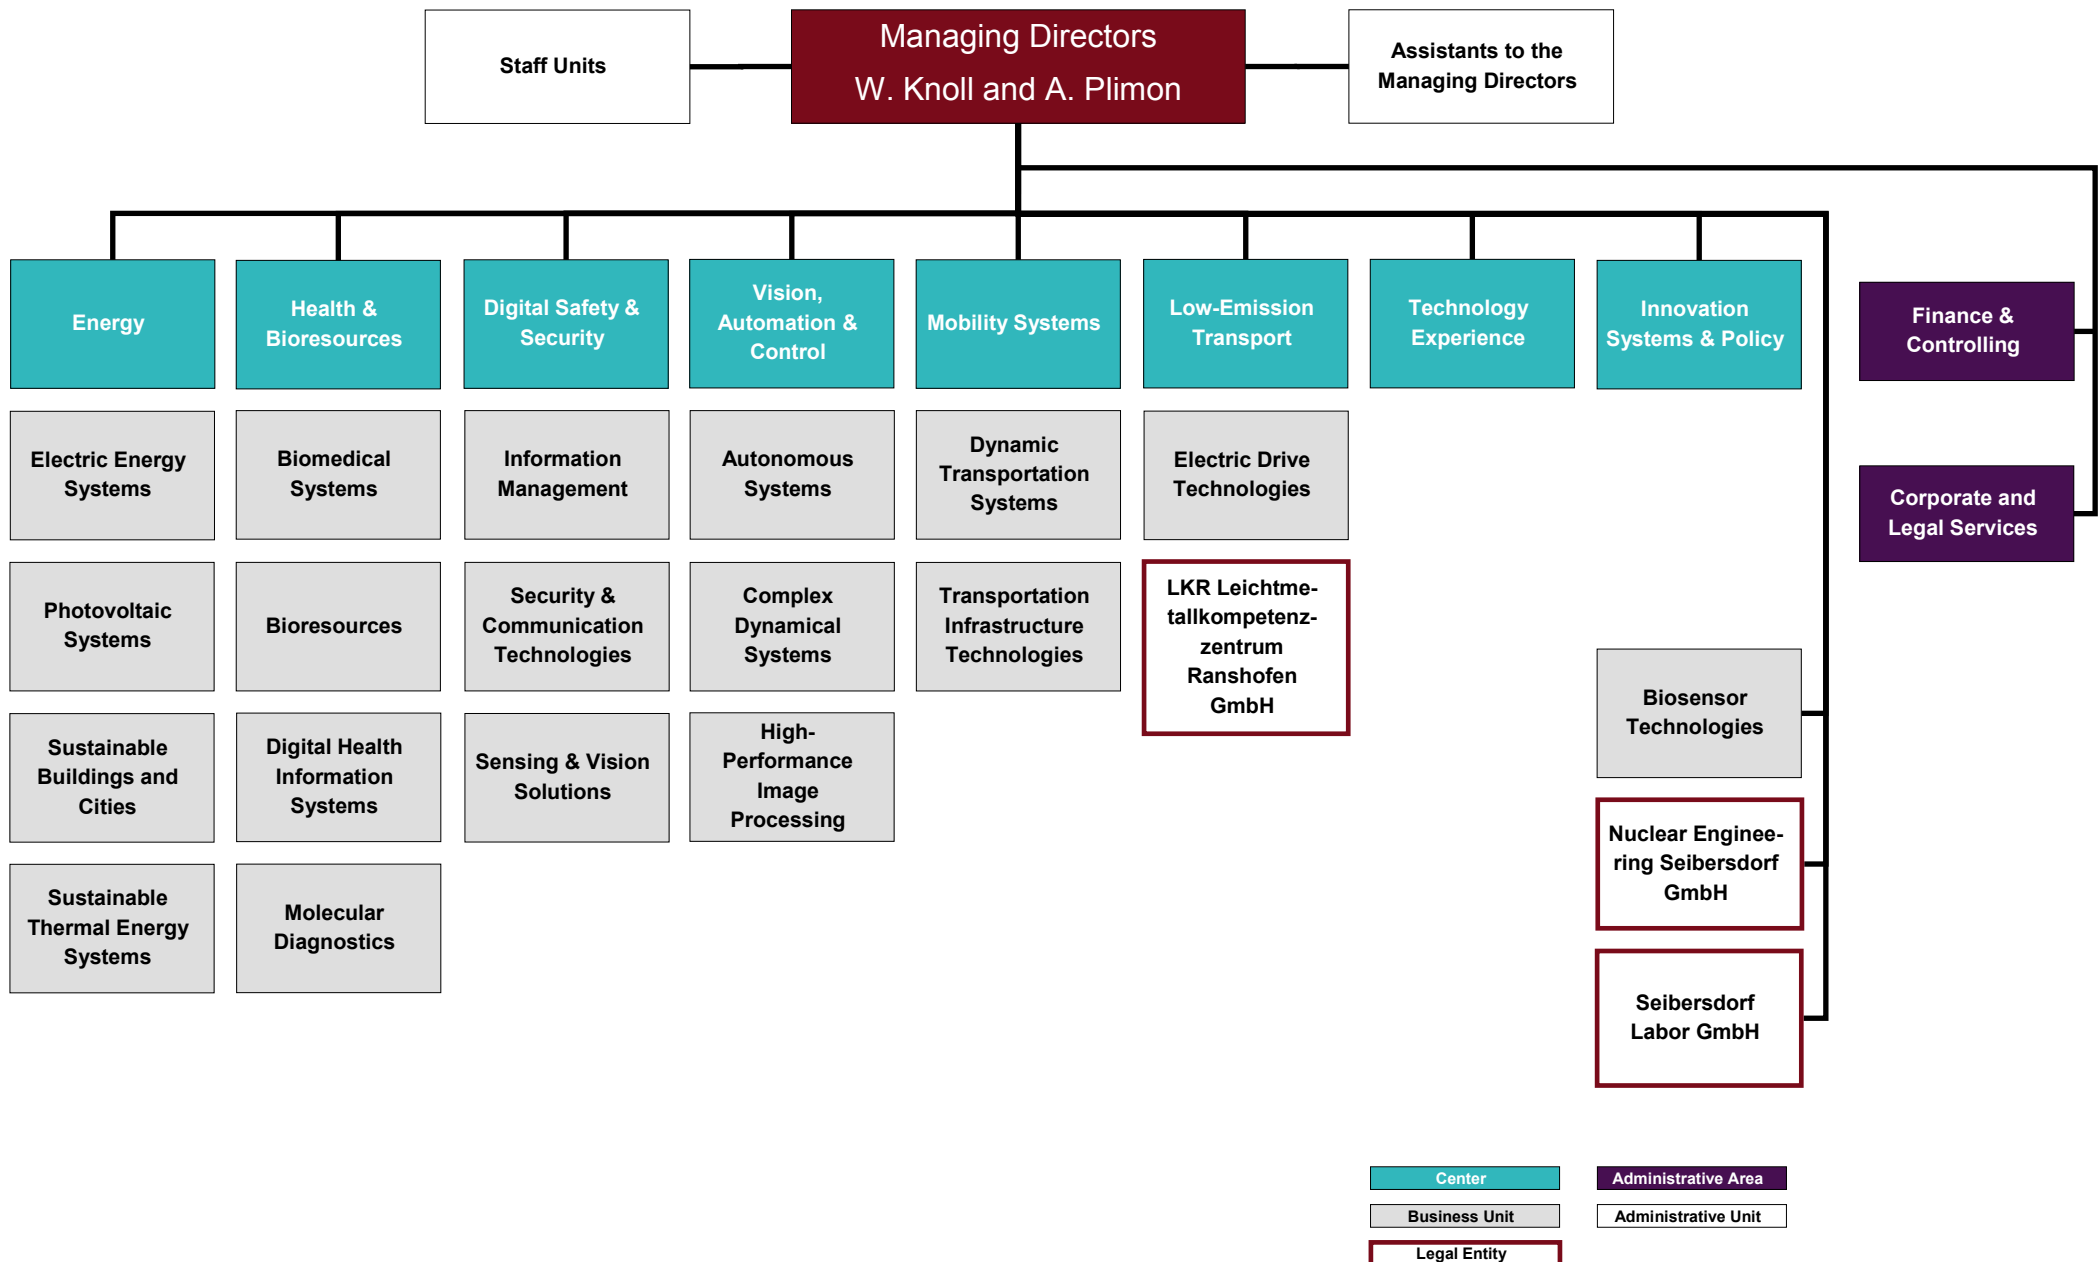 Staff Units
Managing Directors
W. Knoll and A. Plimon
Assistants to the
Managing Directors
Energy
Health &
Bioresources
Digital Safety &
Security
Vision,
Automation &
Control
Mobility Systems
Low-Emission
Transport
Technology
Experience
Innovation
Systems & Policy
Finance &
Controlling
Electric Energy
Systems
Biomedical
Systems
Information
Management
Autonomous
Systems
Dynamic
Transportation
Systems
Electric Drive
Technologies
Corporate and
Legal Services
Photovoltaic
Systems
Bioresources
Security &
Communication
Technologies
Complex
Dynamical
Systems
Transportation
Infrastructure
Technologies
LKR Leichtme-
tallkompetenz-
zentrum
Ranshofen
GmbH
Biosensor
Technologies
Sustainable
Buildings and
Cities
Digital Health
Information
Systems
Sensing & Vision
Solutions
High-
Performance
Image
Processing
Nuclear Enginee-
ring Seibersdorf
GmbH
Sustainable
Thermal Energy
Systems
Molecular
Diagnostics
Seibersdorf
Labor GmbH
Center
Administrative Area
Business Unit
Administrative Unit
Legal Entity